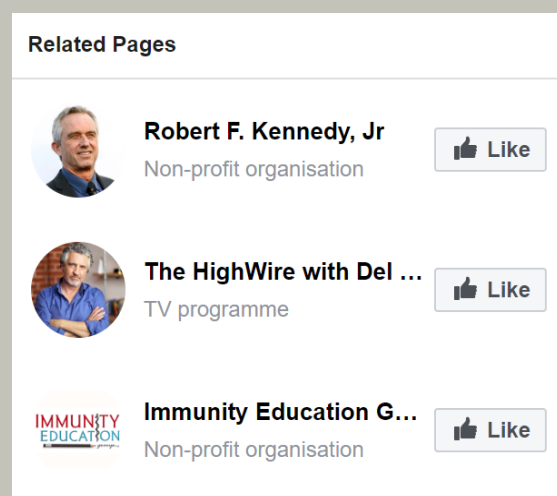 Related Pages
Robert F. Kennedy, Jr
Non-profit organisation
Like
The HighWire with Del ...
TV programme
Like
IMMUNITY
EDUCATION
group
Immunity Education G...
Non-profit organisation
Like